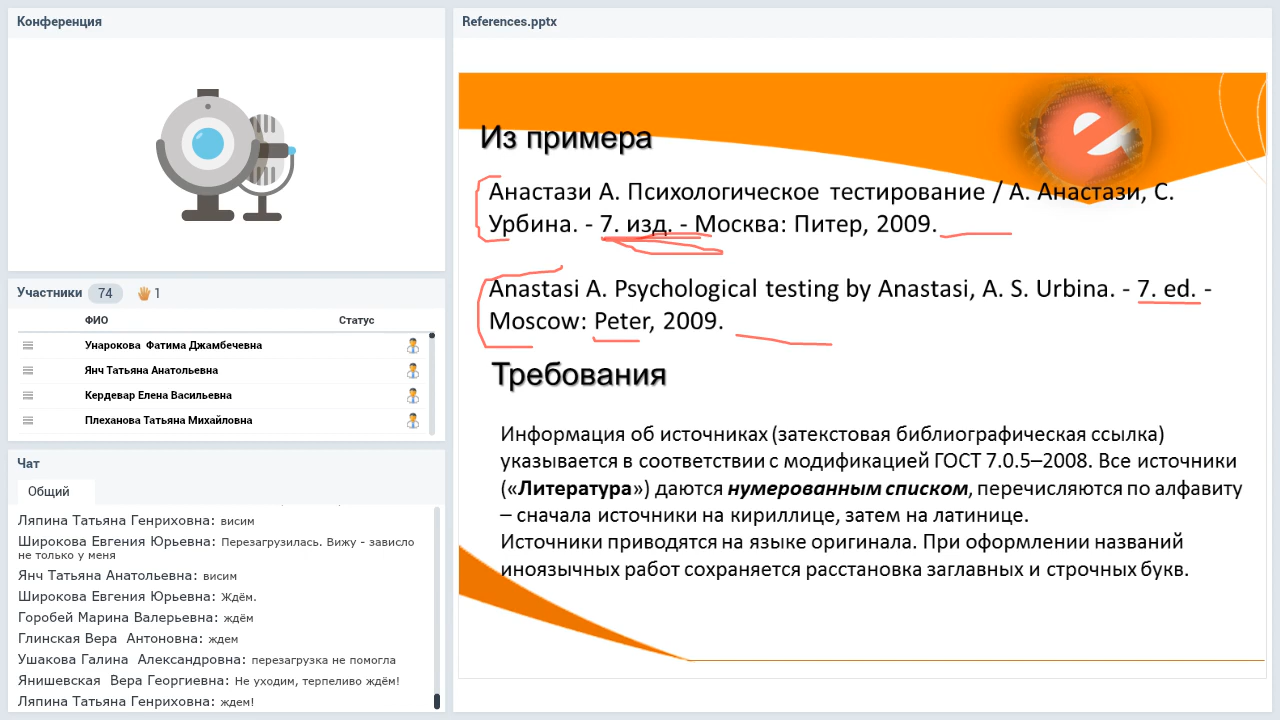 Конференция
Участники 74 1
ФИО Статус
Унарокова Фатима Джамбечевна
Янч Татьяна Анатольевна
Кердевар Елена Васильевна
Плеханова Татьяна Михайловна
Чат
Общий
Ляпина Татьяна Генриховна: висим
Широкова Евгения Юрьевна: Перезагрузилась. Вижу - зависло
не только у меня
Янч Татьяна Анатольевна: висим
Широкова Евгения Юрьевна: Ждём.
Горобей Марина Валерьевна: ждём
Глинская Вера Антоновна: ждем
Ушакова Галина Александровна: перезагрузка не помогла
Янишевская Вера Георгиевна: Не уходим, терпеливо ждём!
Ляпина Татьяна Генриховна: ждем!
References.pptx
Из примера
Анастази А. Психологическое тестирование / А. Анастази, С.
Урбина. - 7. изд. - Москва: Питер, 2009.
Anastasi A. Psychological testing by Anastasi, A. S. Urbina. - 7. ed. -
Moscow: Peter, 2009.
Требования
Информация об источниках (затекстовая библиографическая ссылка)
указывается в соответствии с модификацией ГОСТ 7.0.5–2008. Все источники
(«Литература») даются нумерованным списком, перечисляются по алфавиту
– сначала источники на кириллице, затем на латинице.
Источники приводятся на языке оригинала. При оформлении названий
иноязычных работ сохраняется расстановка заглавных и строчных букв.